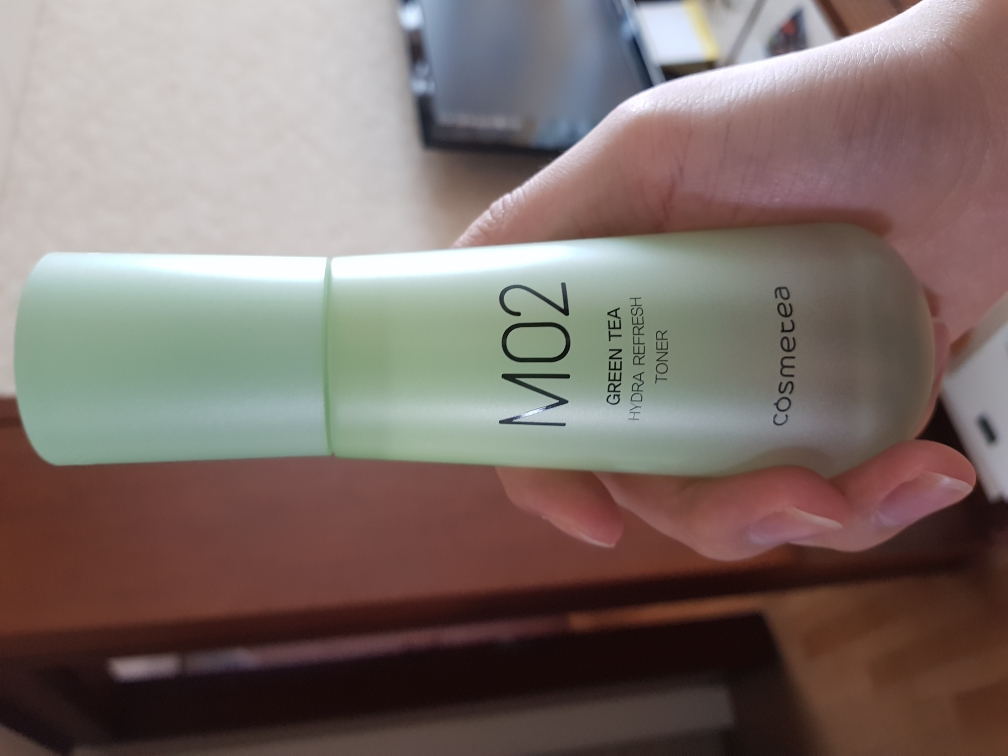 M02
GREEN TEA
HYDRA REFRESH
TONER
cosmetea